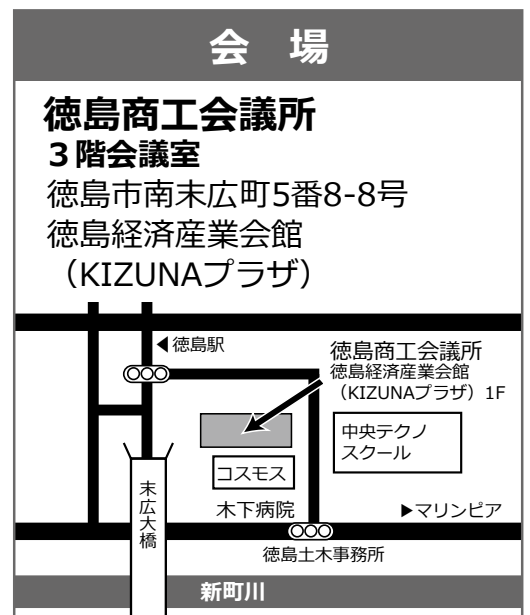 会 場
徳島商工会議所
3階会議室
徳島市南末広町5番8-8号
徳島経済産業会館
（KIZUNAプラザ）
◀徳島駅
徳島商工会議所
徳島経済産業会館
（KIZUNAプラザ）1F
中央テクノ
スクール
コスモス
末広大橋
木下病院
▶マリンピア
徳島土木事務所
新町川